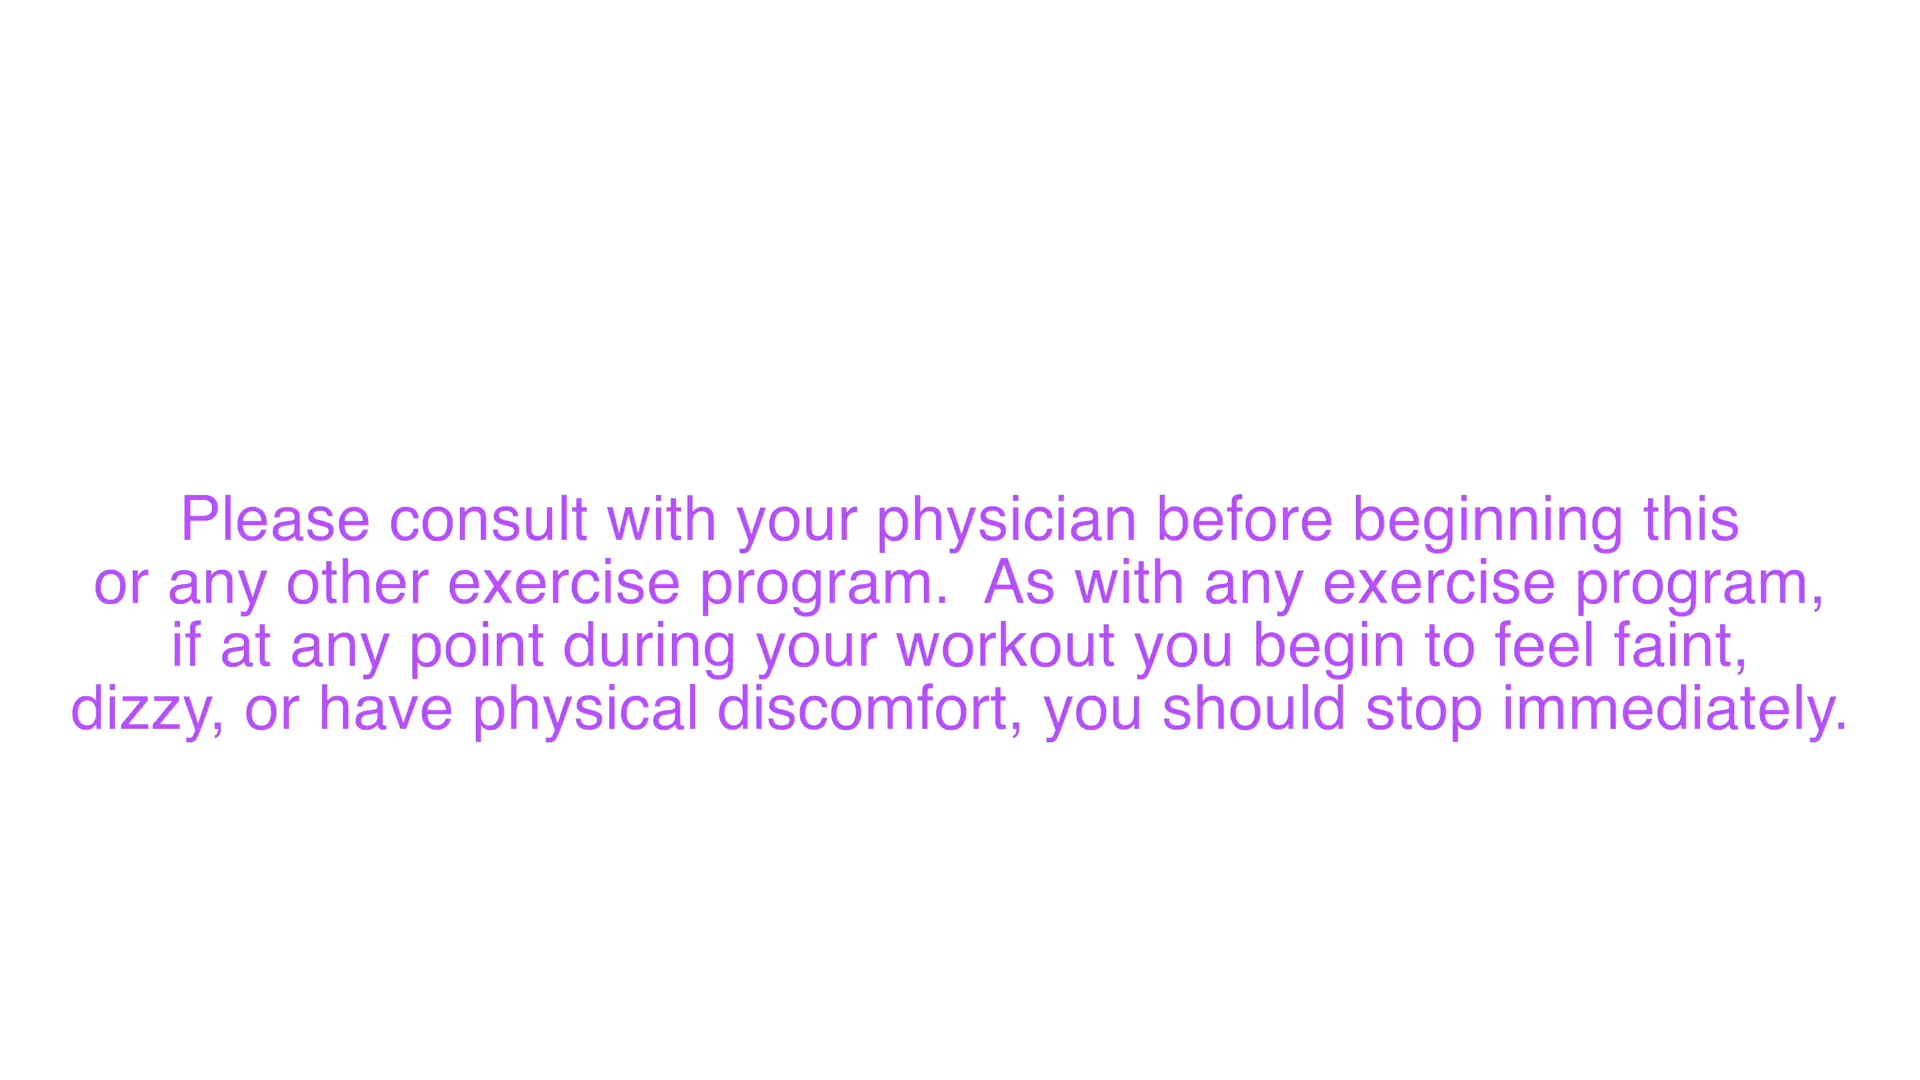 Please consult with your physician before beginning this
or any other exercise program.  As with any exercise program,
if at any point during your workout you begin to feel faint,
dizzy, or have physical discomfort, you should stop immediately.